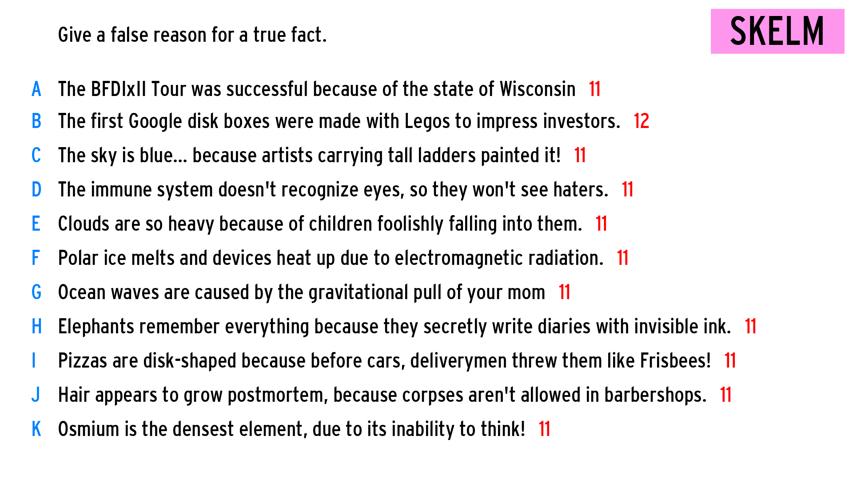 Give a false reason for a true fact.
SKELM
A The BFDIxII Tour was successful because of the state of Wisconsin 11
B The first Google disk boxes were made with Legos to impress investors. 12
C The sky is blue... because artists carrying tall ladders painted it! 11
D The immune system doesn't recognize eyes, so they won't see haters. 11
E Clouds are so heavy because of children foolishly falling into them. 11
F Polar ice melts and devices heat up due to electromagnetic radiation. 11
G Ocean waves are caused by the gravitational pull of your mom 11
H Elephants remember everything because they secretly write diaries with invisible ink. 11
I Pizzas are disk-shaped because before cars, deliverymen threw them like Frisbees! 11
J Hair appears to grow postmortem, because corpses aren't allowed in barbershops. 11
K Osmium is the densest element, due to its inability to think! 11